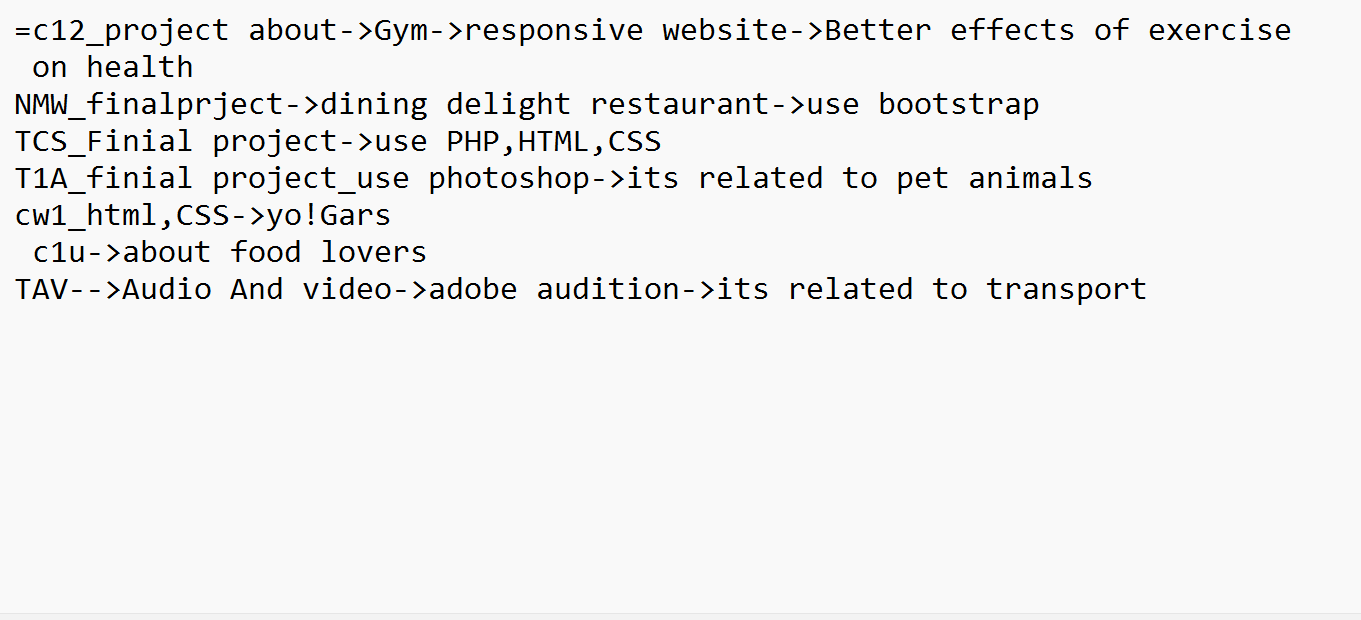 =c12_project about->Gym->responsive website->Better effects of exercise
on health
NMW_finalprject->dining delight restaurant->use bootstrap
TCS_Finial project->use PHP,HTML,CSS
T1A_finial project_use photoshop->its related to pet animals
cw1_html,CSS->yo!Gars
c1u->about food lovers
TAV-->Audio And video->adobe audition->its related to transport